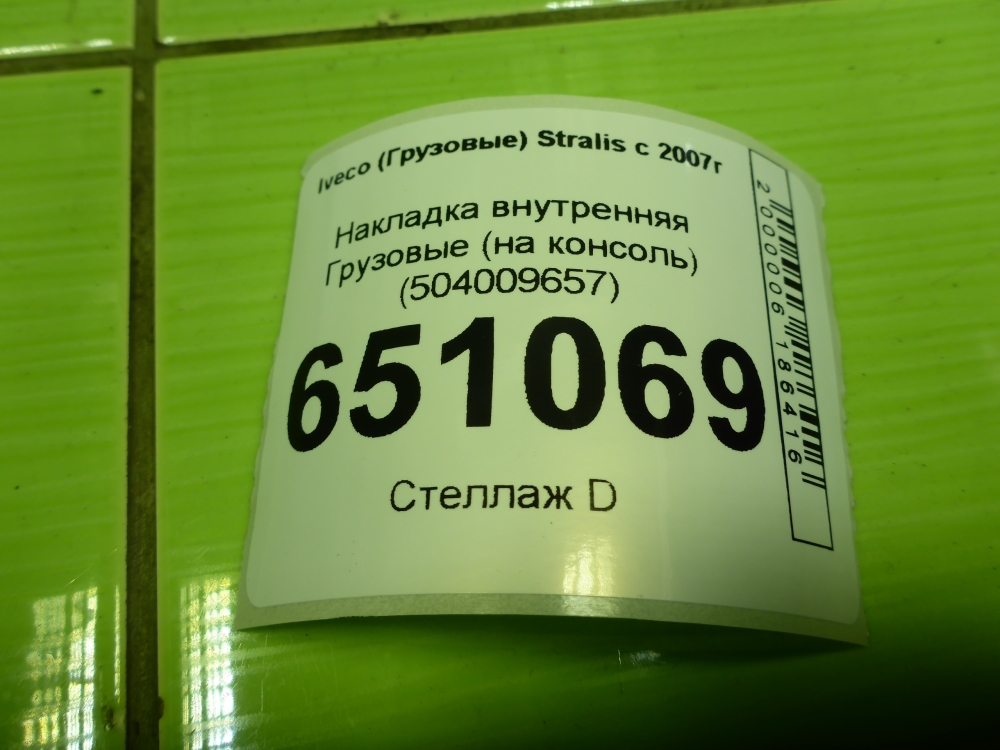 Iveco (Грузовые) Stralis с 2007г
Накладка внутренняя
Грузовые (на консоль)
(504009657)
651069
Стеллаж D
2000006186416